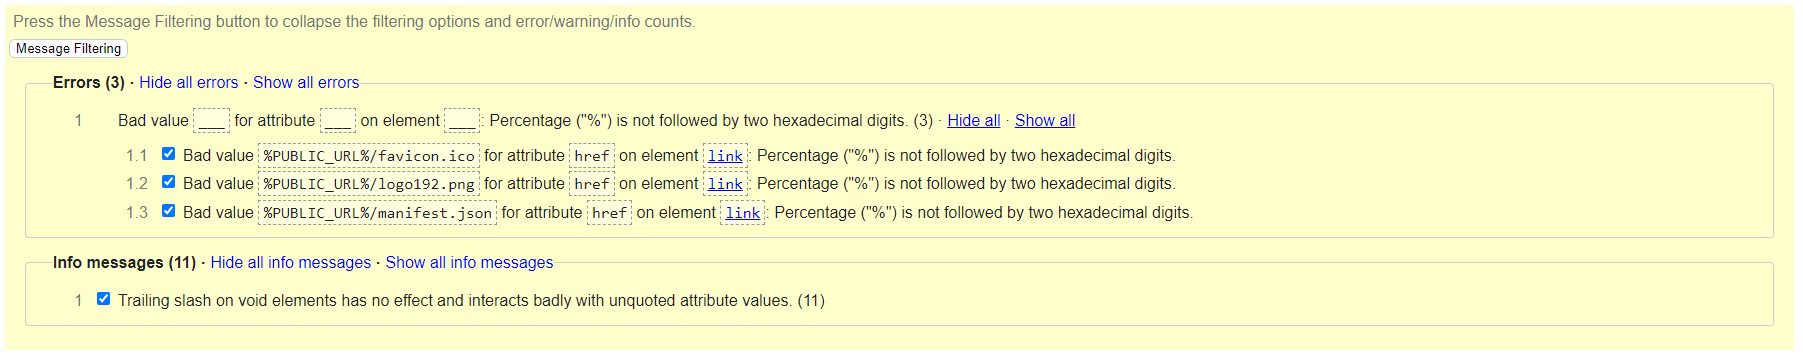 Press the Message Filtering button to collapse the filtering options and error/warning/info counts.
Message Filtering
Errors (3) · Hide all errors · Show all errors
1 Bad value ___ for attribute ___ on element ___: Percentage ("%") is not followed by two hexadecimal digits. (3) · Hide all · Show all
1.1 Bad value %PUBLIC_URL%/favicon.ico for attribute href on element link: Percentage ("%") is not followed by two hexadecimal digits.
1.2 Bad value %PUBLIC_URL%/logo192.png for attribute href on element link: Percentage ("%") is not followed by two hexadecimal digits.
1.3 Bad value %PUBLIC_URL%/manifest.json for attribute href on element link: Percentage ("%") is not followed by two hexadecimal digits.
Info messages (11) · Hide all info messages · Show all info messages
1 Trailing slash on void elements has no effect and interacts badly with unquoted attribute values. (11)